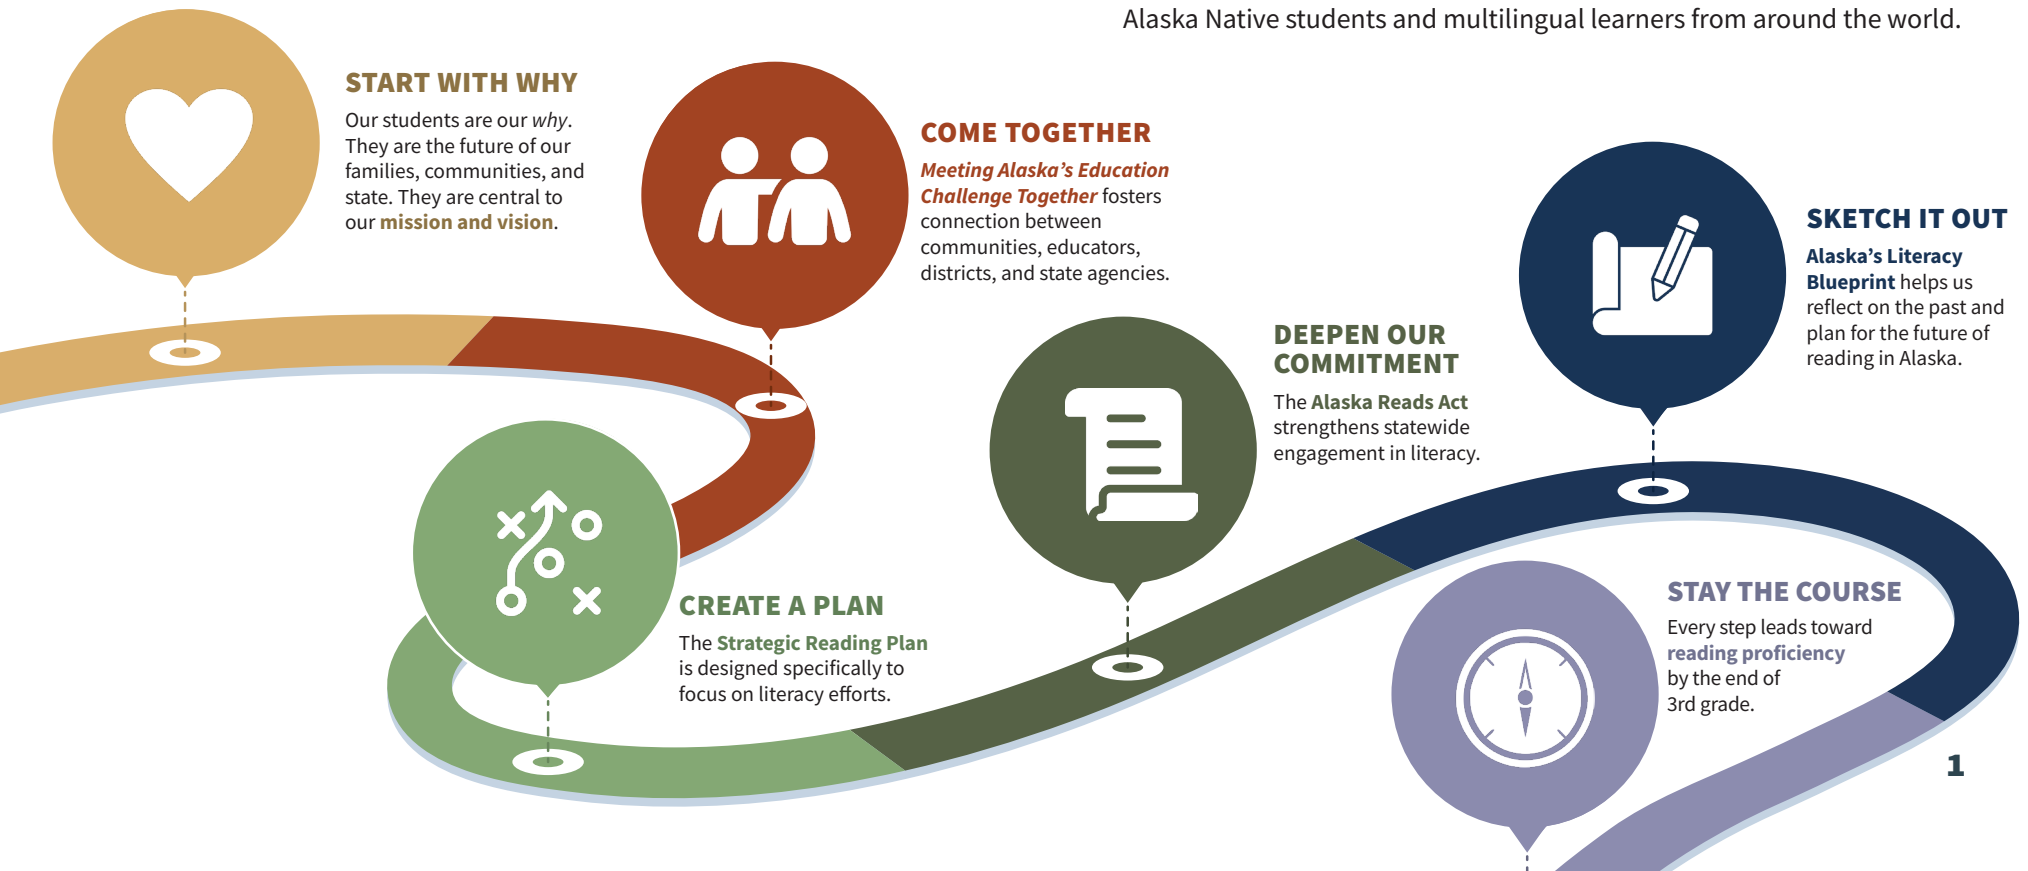 Alaska Native students and multilingual learners from around the world.
START WITH WHY
Our students are our why.
They are the future of our
families, communities, and
state. They are central to
our mission and vision.
COME TOGETHER
Meeting Alaska’s Education
Challenge Together fosters
connection between
communities, educators,
districts, and state agencies.
CREATE A PLAN
The Strategic Reading Plan
is designed specifically to
focus on literacy efforts.
DEEPEN OUR
COMMITMENT
The Alaska Reads Act
strengthens statewide
engagement in literacy.
SKETCH IT OUT
Alaska’s Literacy
Blueprint helps us
reflect on the past and
plan for the future of
reading in Alaska.
STAY THE COURSE
Every step leads toward
reading proficiency
by the end of
3rd grade.
1